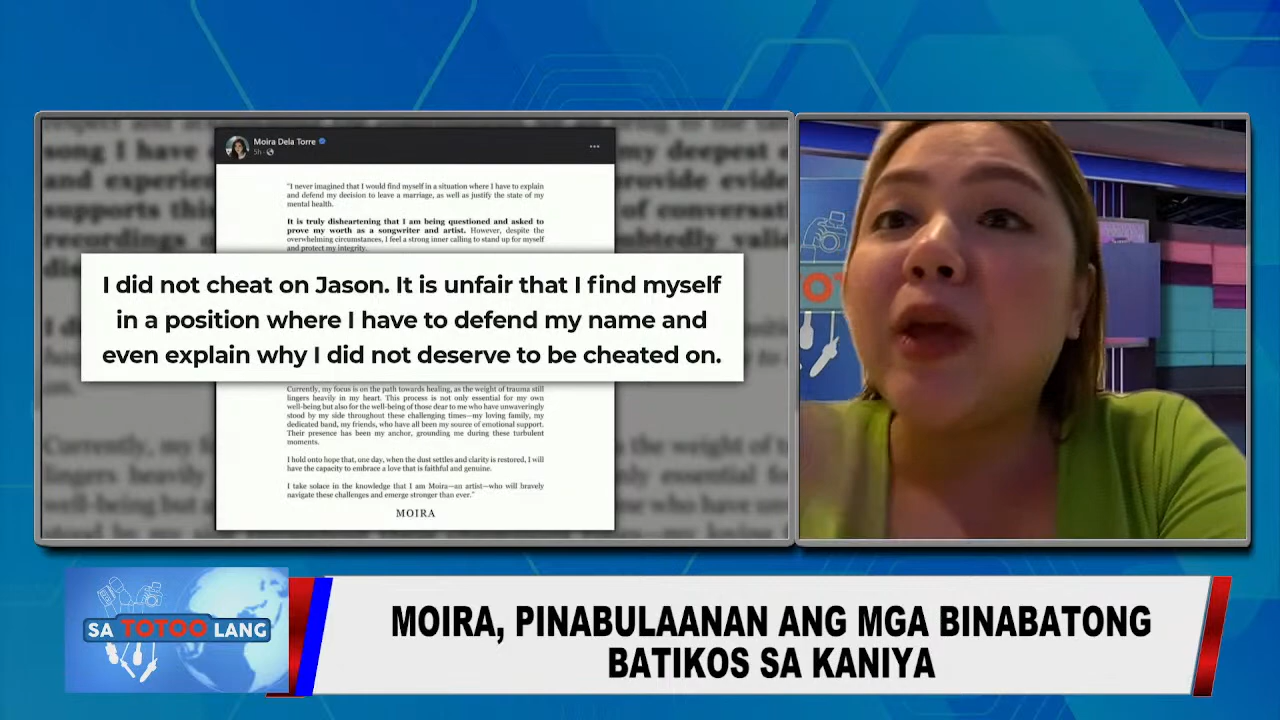 Moira Dela Torre
5h
"I never imagined that I would find myself in a situation where I have to explain
and defend my decision to leave a marriage, as well as justify the state of my
mental health.
It is truly disheartening that I am being questioned and asked to
prove my worth as a songwriter and artist. However, despite the
overwhelming circumstances, I feel a strong inner calling to stand up for myself
and protect my integrity.
I did not cheat on Jason. It is unfair that I find myself
in a position where I have to defend my name and
even explain why I did not deserve to be cheated on.
Currently, my focus is on the path towards healing, as the weight of trauma still
lingers heavily in my heart. This process is not only essential for my own
well-being but also for the well-being of those dear to me who have unwaveringly
stood by my side throughout these challenging times—my loving family, my
dedicated band, my friends, who have all been my source of emotional support.
Their presence has been my anchor, grounding me during these turbulent
moments.
I hold onto hope that, one day, when the dust settles and clarity is restored, I will
have the capacity to embrace a love that is faithful and genuine.
I take solace in the knowledge that I am Moira—an artist—who will bravely
navigate these challenges and emerge stronger than ever."
MOIRA
SA TOTOO LANG
MOIRA, PINABULAANAN ANG MGA BINABATONG
BATIKOS SA KANIYA